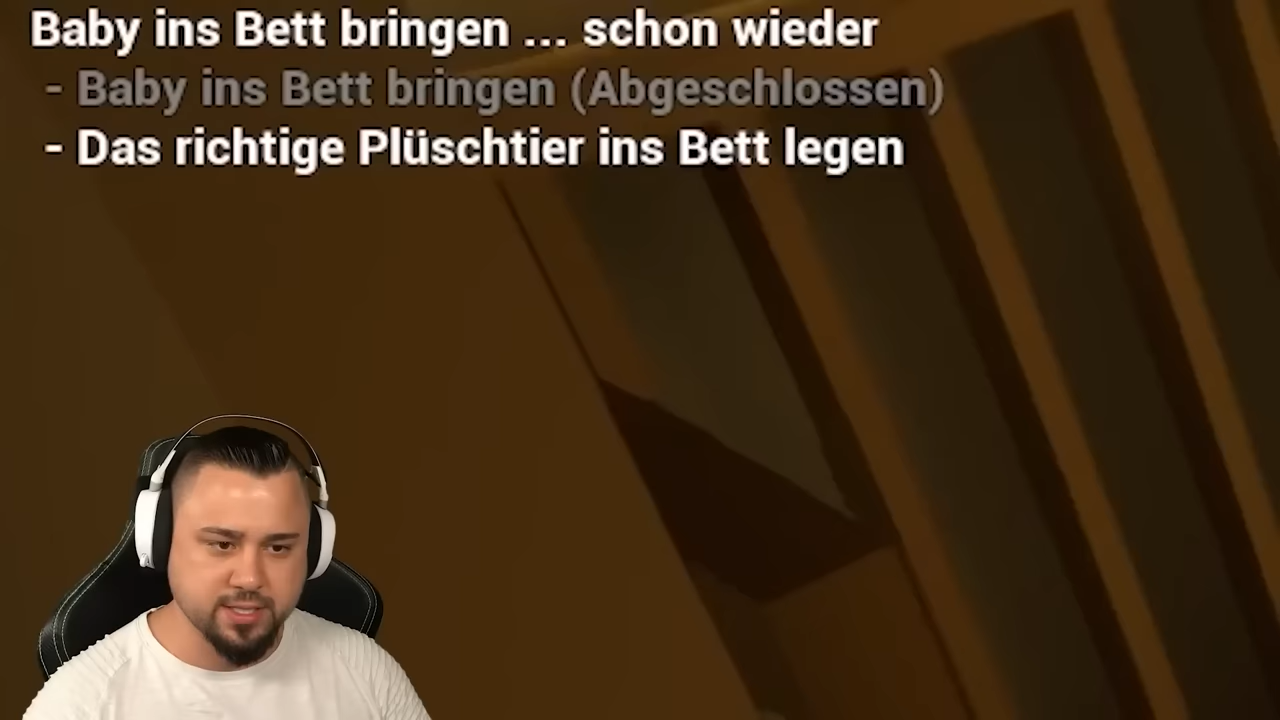 Baby ins Bett bringen ... schon wieder
- Baby ins Bett bringen (Abgeschlossen)
- Das richtige Plüschtier ins Bett legen